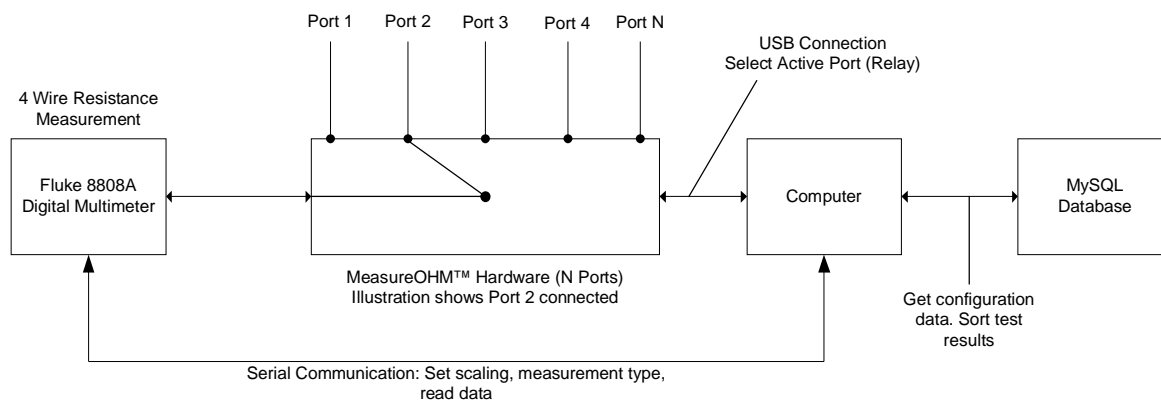 Port 1
Port 2
Port 3
Port 4
Port N
USB Connection
Select Active Port (Relay)
4 Wire Resistance
Measurement
Fluke 8808A
Digital Multimeter
Computer
MySQL
Database
MeasureOHM™ Hardware (N Ports)
Illustration shows Port 2 connected
Get configuration
data. Sort test
results
Serial Communication: Set scaling, measurement type,
read data